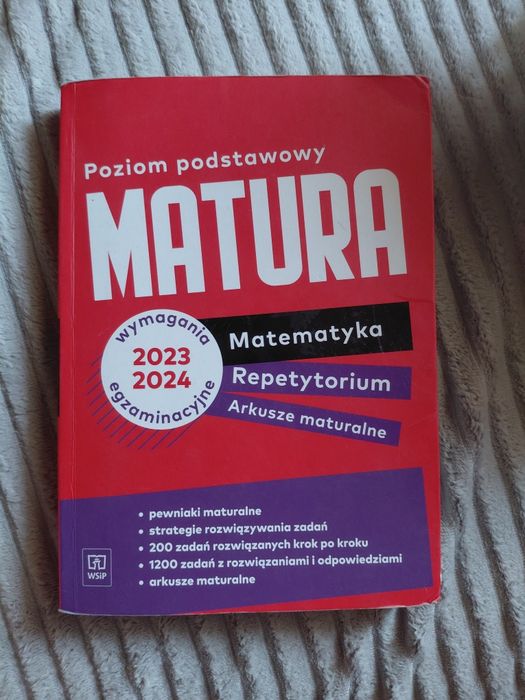 Poziom podstawowy
MATURA
wymagania
2023
2024
egzaminacyjne
Matematyka
Repetytorium
Arkusze maturalne
• pewniaki maturalne
• strategie rozwiązywania zadań
• 200 zadań rozwiązanych krok po kroku
• 1200 zadań z rozwiązaniami i odpowiedziami
• arkusze maturalne
WSiP